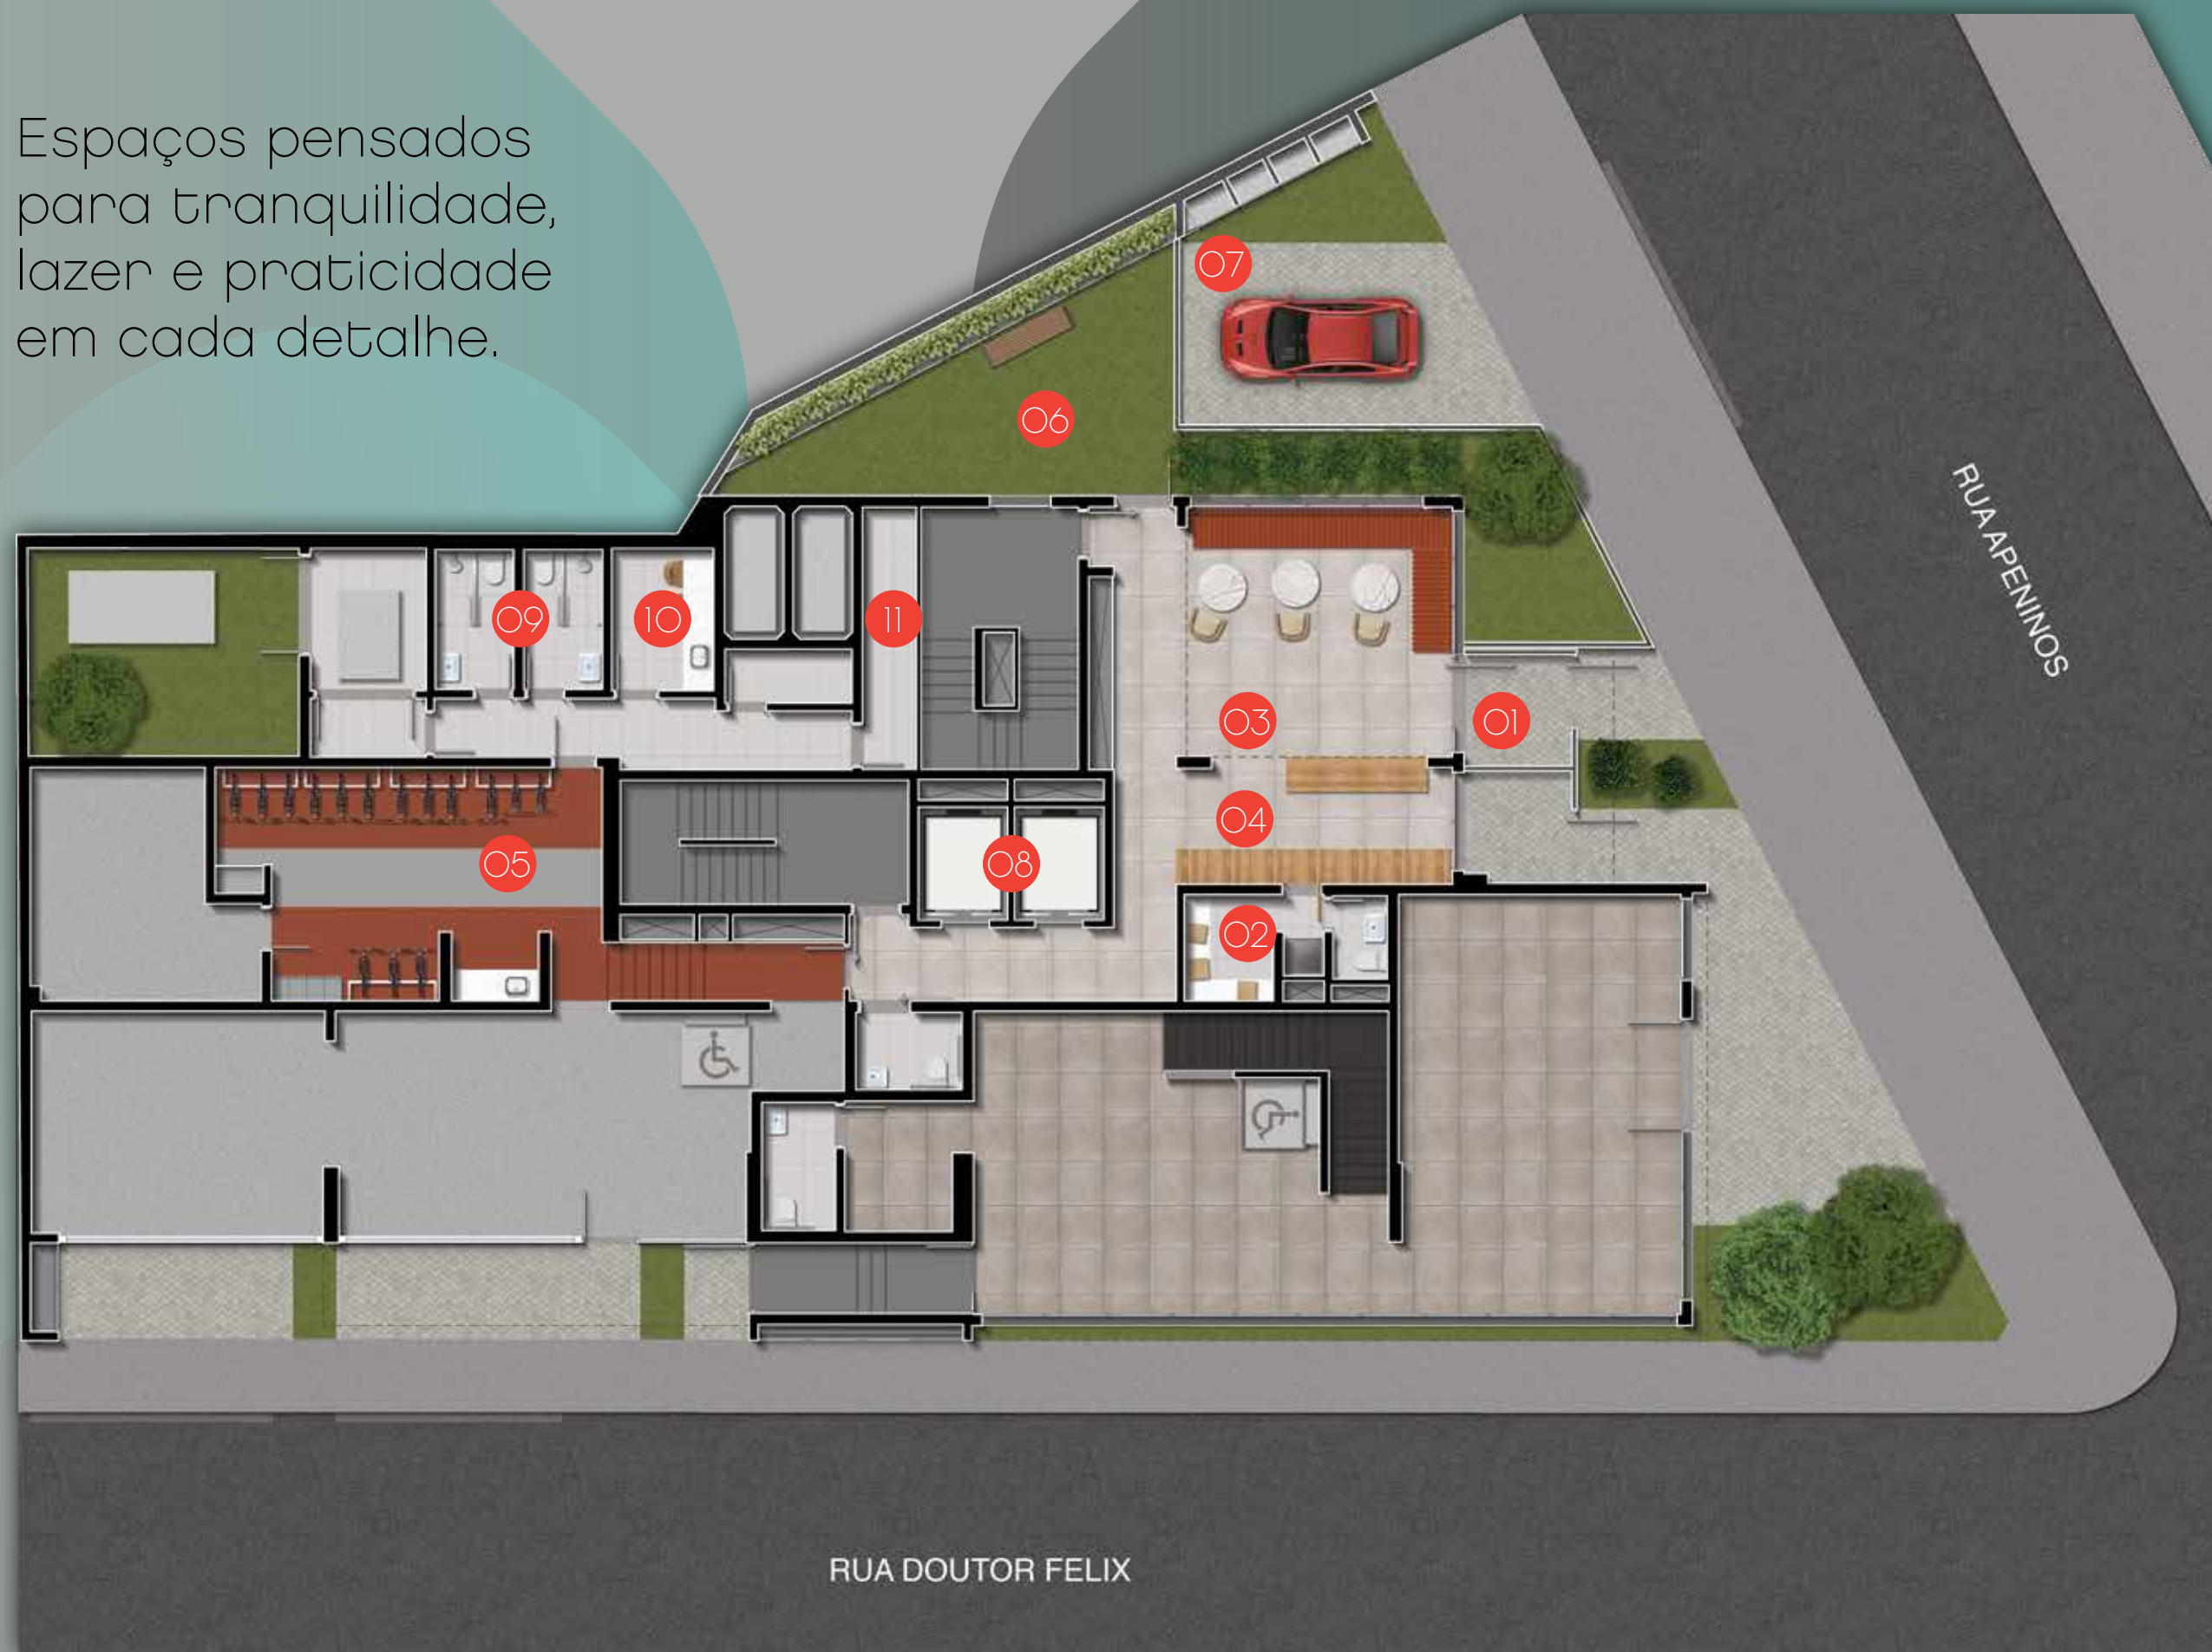 Espaços pensados
para tranquilidade,
lazer e praticidade
em cada detalhe.
07
06
RUA APENINOS
09
10
11
03
01
04
05
08
02
RUA DOUTOR FELIX